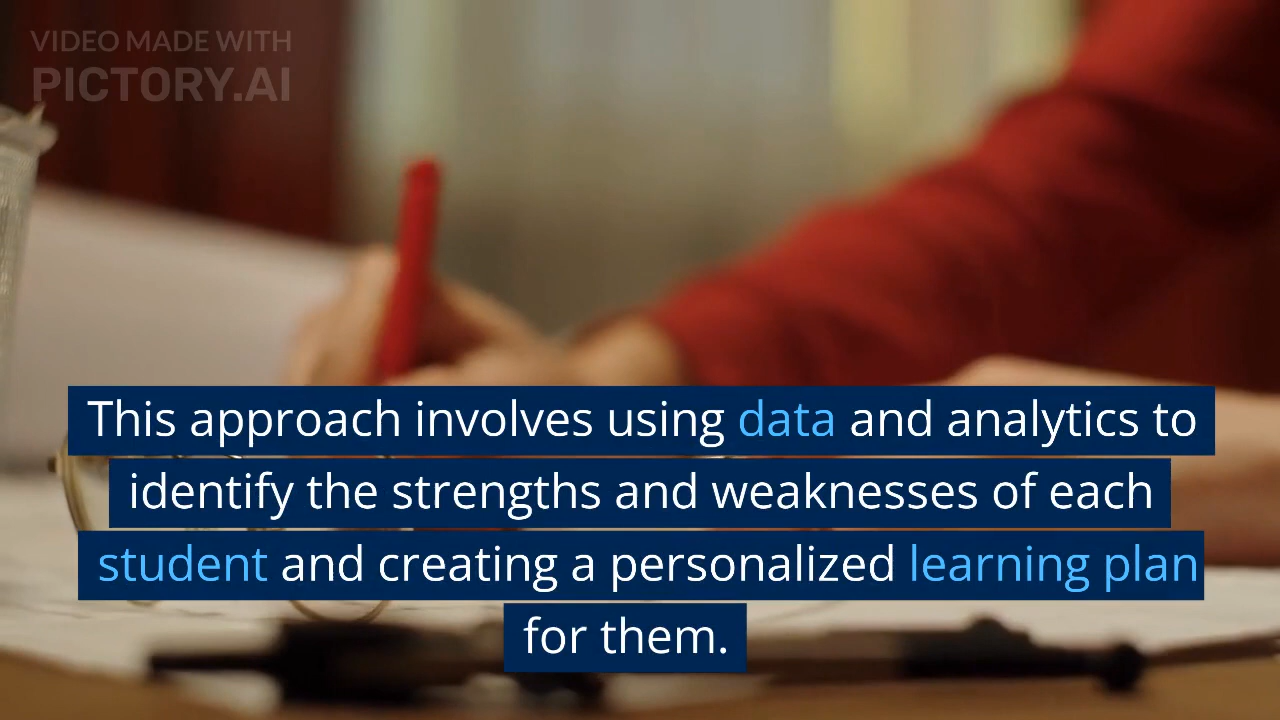 VIDEO MADE WITH
PICTORY.AI
This approach involves using data and analytics to
identify the strengths and weaknesses of each
student and creating a personalized learning plan
for them.